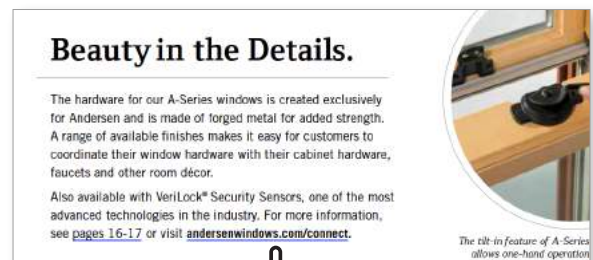 Beauty in the Details.
The hardware for our A-Series windows is created exclusively
for Andersen and is made of forged metal for added strength.
A range of available finishes makes it easy for customers to
coordinate their window hardware with their cabinet hardware,
faucets and other room décor.
Also available with VeriLock® Security Sensors, one of the most
advanced technologies in the industry. For more information,
see pages 16-17 or visit andersenwindows.com/connect.
The tilt-in feature of A-Series
allows one-hand operation